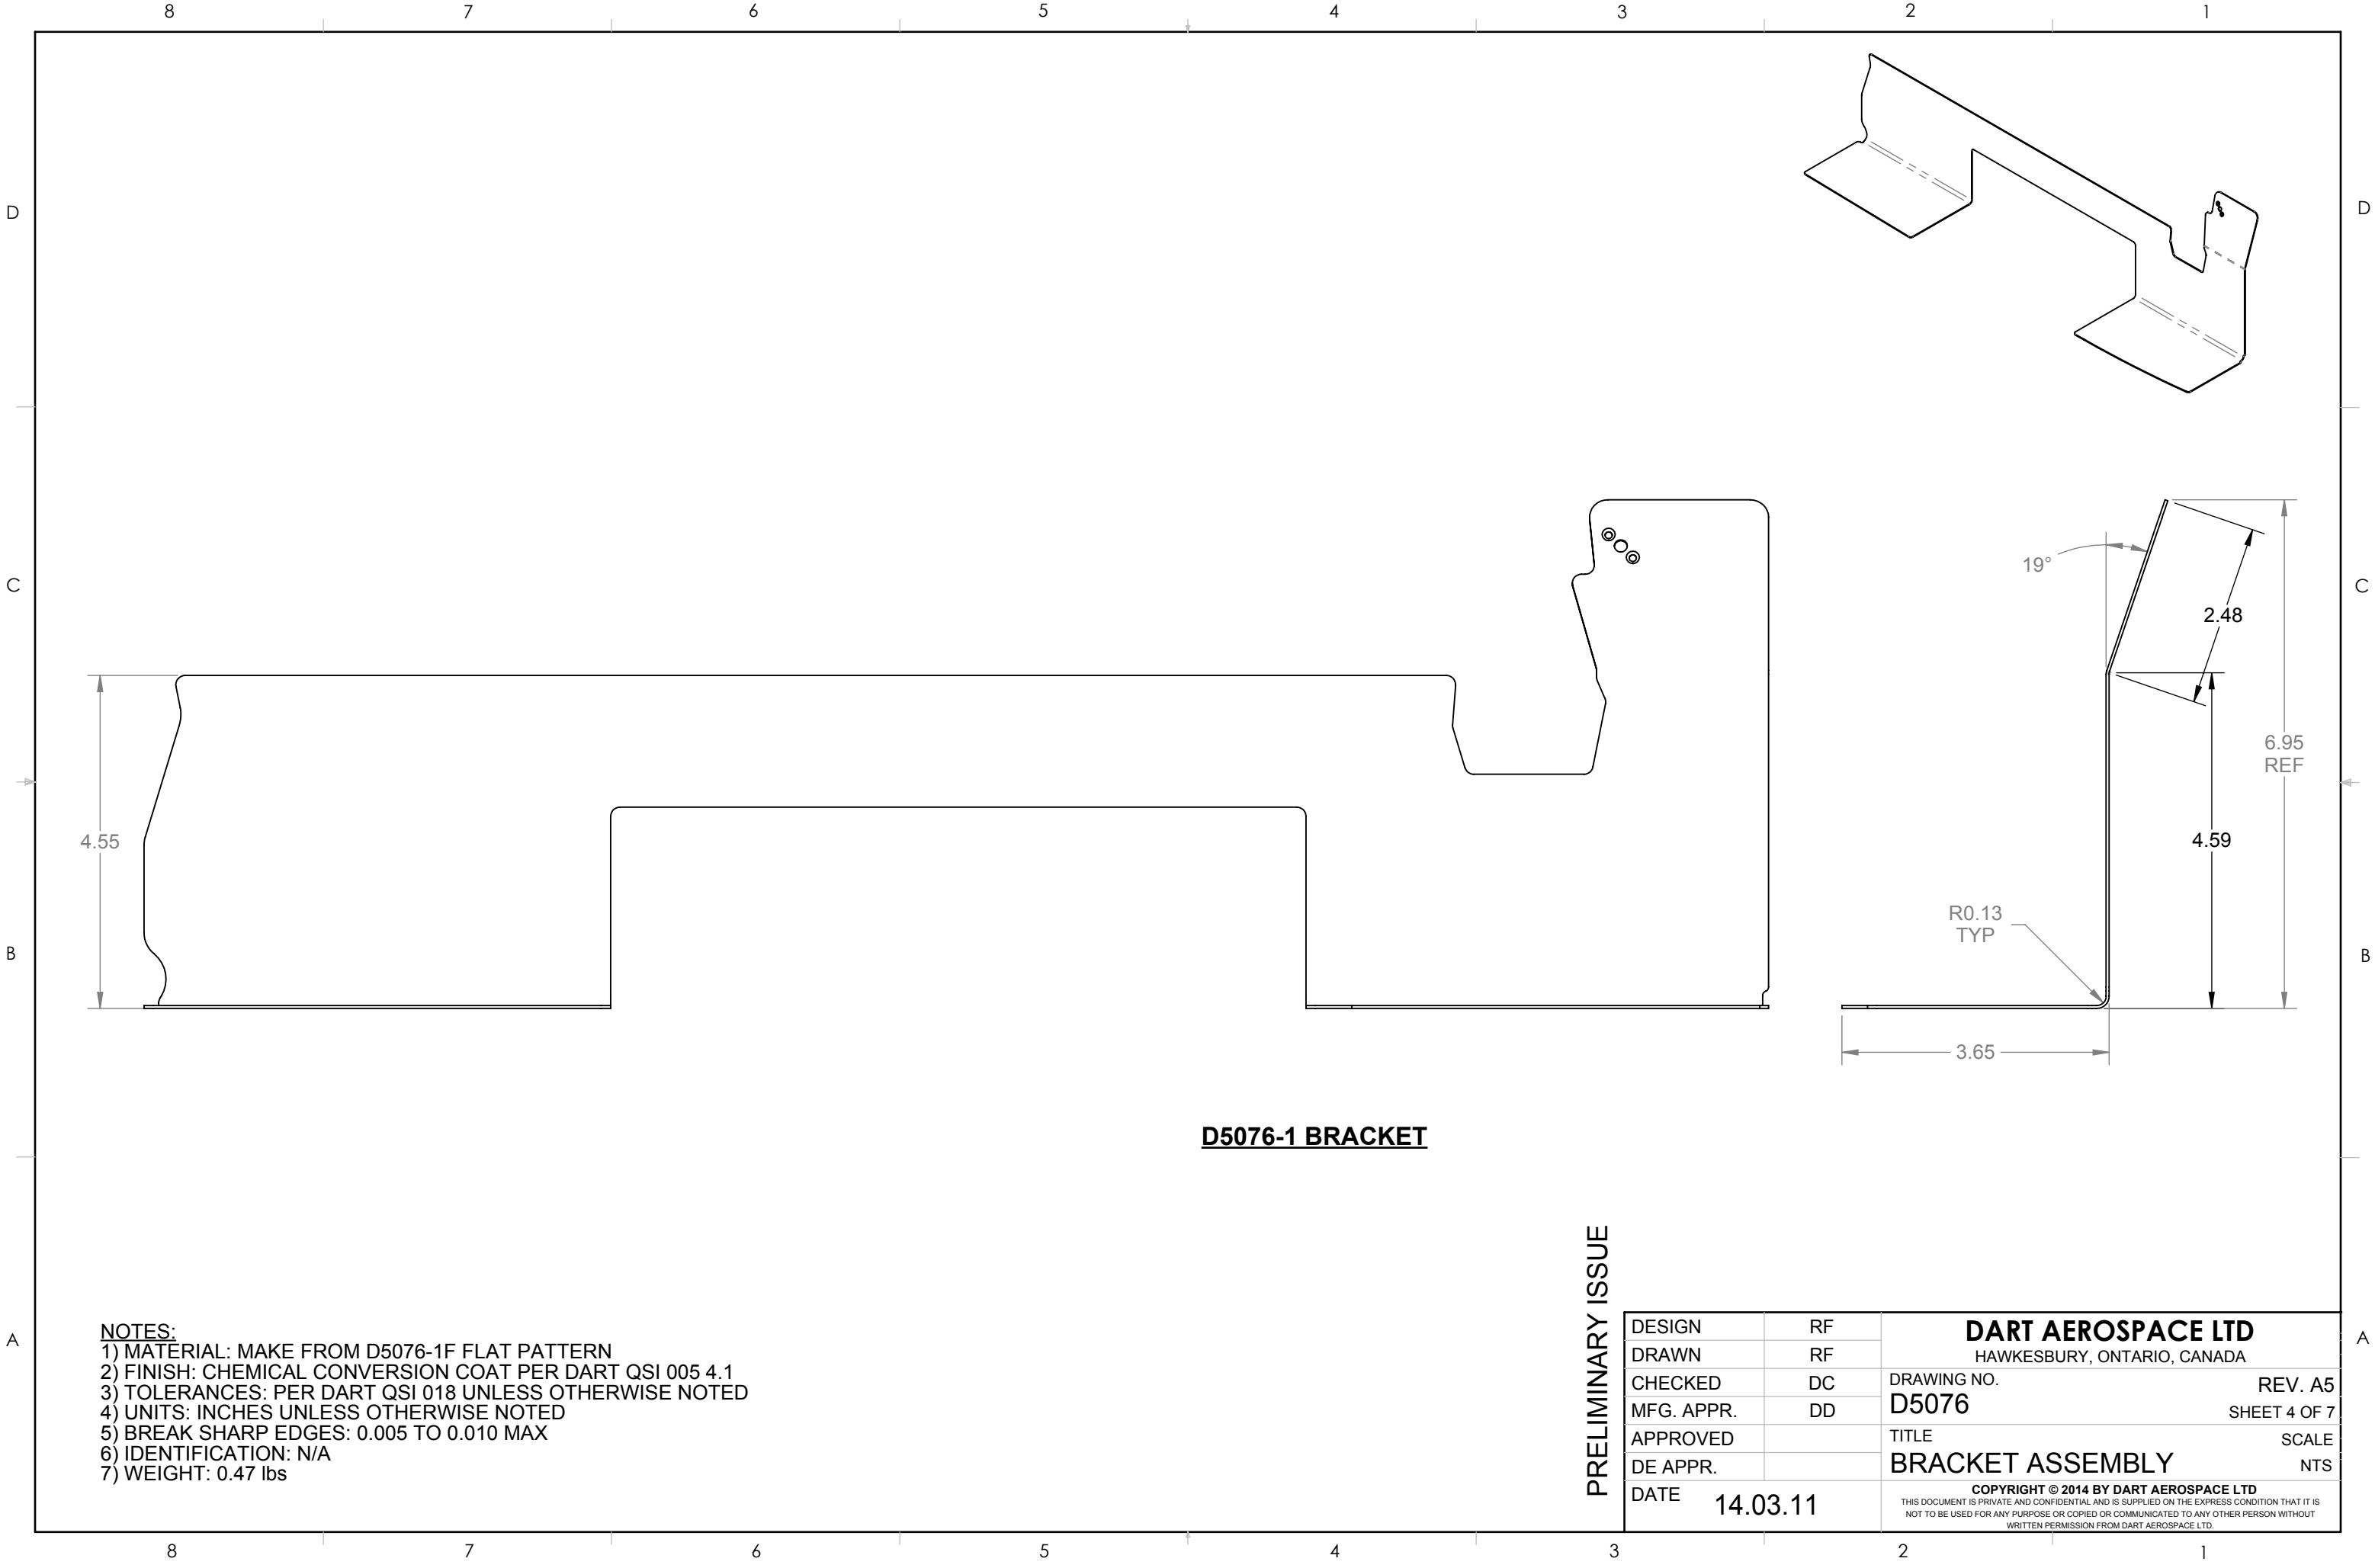 8 7 6 5 4 3 2 1
D D
C C
B B
A A
19°
2.48
6.95
REF
4.55
4.59
R0.13
TYP
3.65
D5076-1 BRACKET
NOTES:
1) MATERIAL: MAKE FROM D5076-1F FLAT PATTERN
2) FINISH: CHEMICAL CONVERSION COAT PER DART QSI 005 4.1
3) TOLERANCES: PER DART QSI 018 UNLESS OTHERWISE NOTED
4) UNITS: INCHES UNLESS OTHERWISE NOTED
5) BREAK SHARP EDGES: 0.005 TO 0.010 MAX
6) IDENTIFICATION: N/A
7) WEIGHT: 0.47 lbs
PRELIMINARY ISSUE
DESIGN RF
DRAWN RF
CHECKED DC
MFG. APPR. DD
APPROVED
DE APPR.
DATE 14.03.11
DART AEROSPACE LTD
HAWKESBURY, ONTARIO, CANADA
DRAWING NO. REV. A5
D5076 SHEET 4 OF 7
TITLE SCALE
BRACKET ASSEMBLY NTS
COPYRIGHT © 2014 BY DART AEROSPACE LTD
THIS DOCUMENT IS PRIVATE AND CONFIDENTIAL AND IS SUPPLIED ON THE EXPRESS CONDITION THAT IT IS
NOT TO BE USED FOR ANY PURPOSE OR COPIED OR COMMUNICATED TO ANY OTHER PERSON WITHOUT
WRITTEN PERMISSION FROM DART AEROSPACE LTD.
8 7 6 5 4 3 2 1